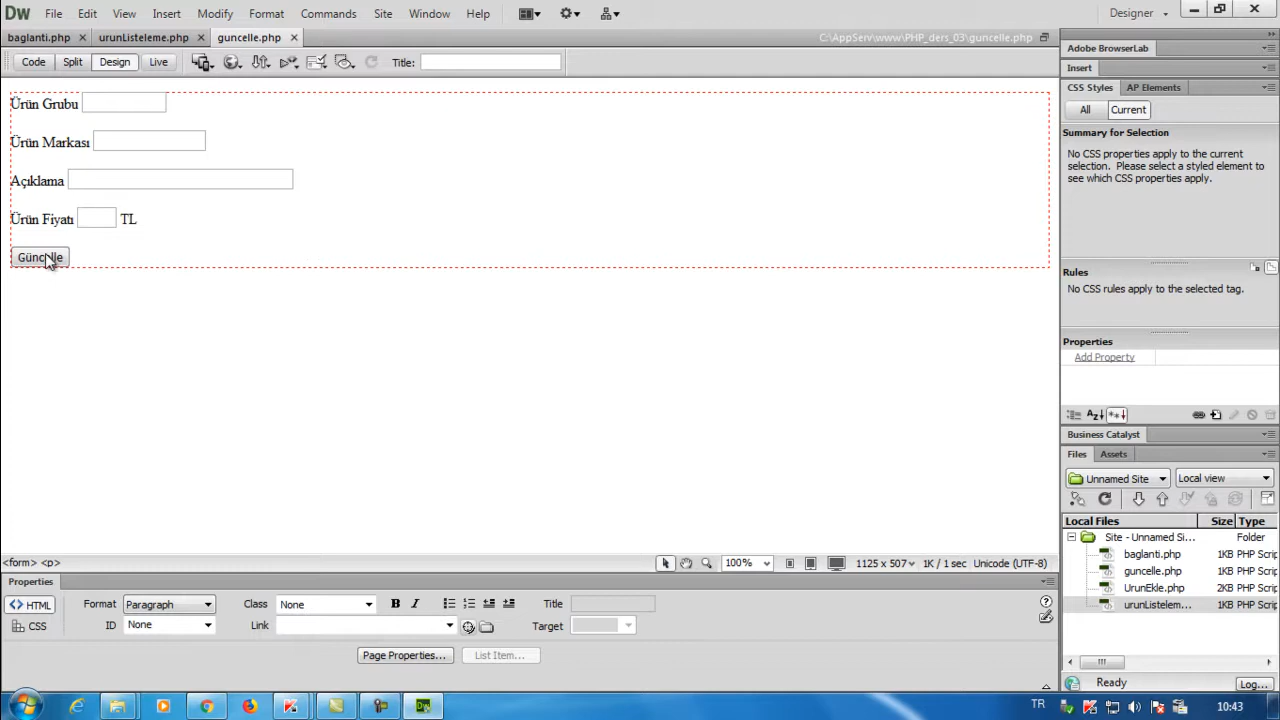 Dw File Edit View Insert Modify Format Commands Site Window Help Designer
baglanti.php urunListeleme.php guncelle.php C:\AppServ\www\PHP_ders_03\guncelle.php
Code Split Design Live Title:
Adobe BrowserLab
Insert
CSS Styles AP Elements
All Current
Summary for Selection
No CSS properties apply to the current
selection. Please select a styled element
to see which CSS properties apply.
Ürün Grubu
Ürün Markası
Açıklama
Ürün Fiyatı TL
Güncelle
Rules
No CSS rules apply to the selected tag.
Properties
Add Property
Business Catalyst
Files Assets
Unnamed Site Local view
Local Files Size Type
Site - Unnamed Si... Folder
baglanti.php 1KB PHP Scrip
guncelle.php 1KB PHP Scrip
UrunEkle.php 2KB PHP Scrip
urunListelem... 1KB PHP Scrip
Ready Log...
<form> <p> 100% 1125 x 507 1K / 1 sec Unicode (UTF-8)
Properties
HTML Format Paragraph Class None B I Title
CSS ID None Link Target
Page Properties... List Item...
TR 10:43